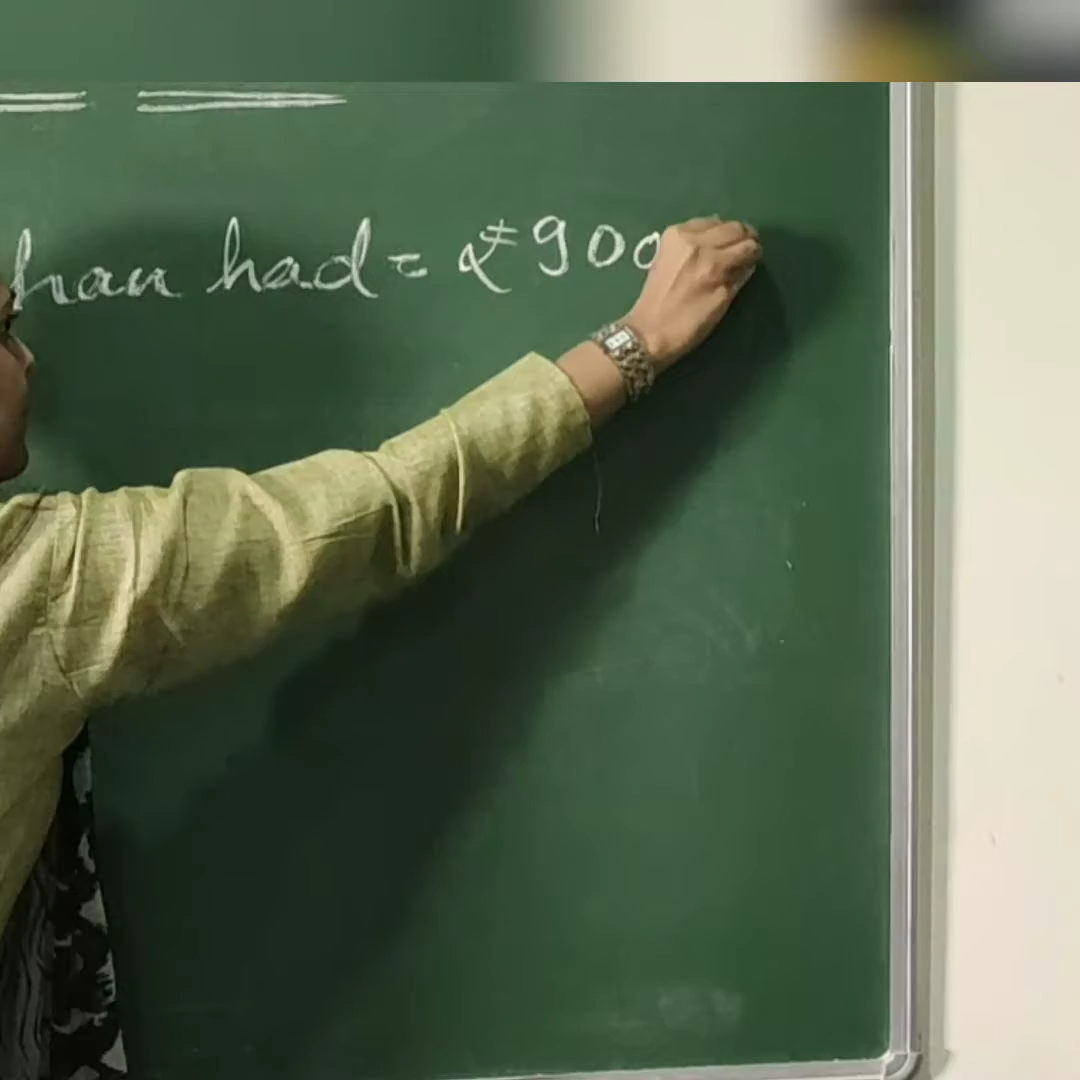 han had = ₹900